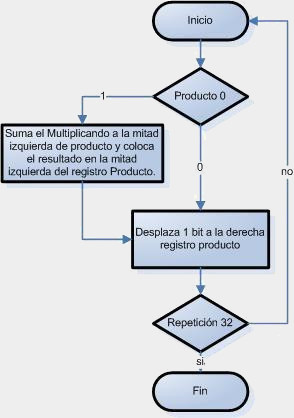 Inicio
Producto 0
1
Suma el Multiplicando a la mitad
izquierda de producto y coloca
el resultado en la mitad
izquierda del registro Producto.
0
no
Desplaza 1 bit a la derecha
registro producto
Repetición 32
si
Fin